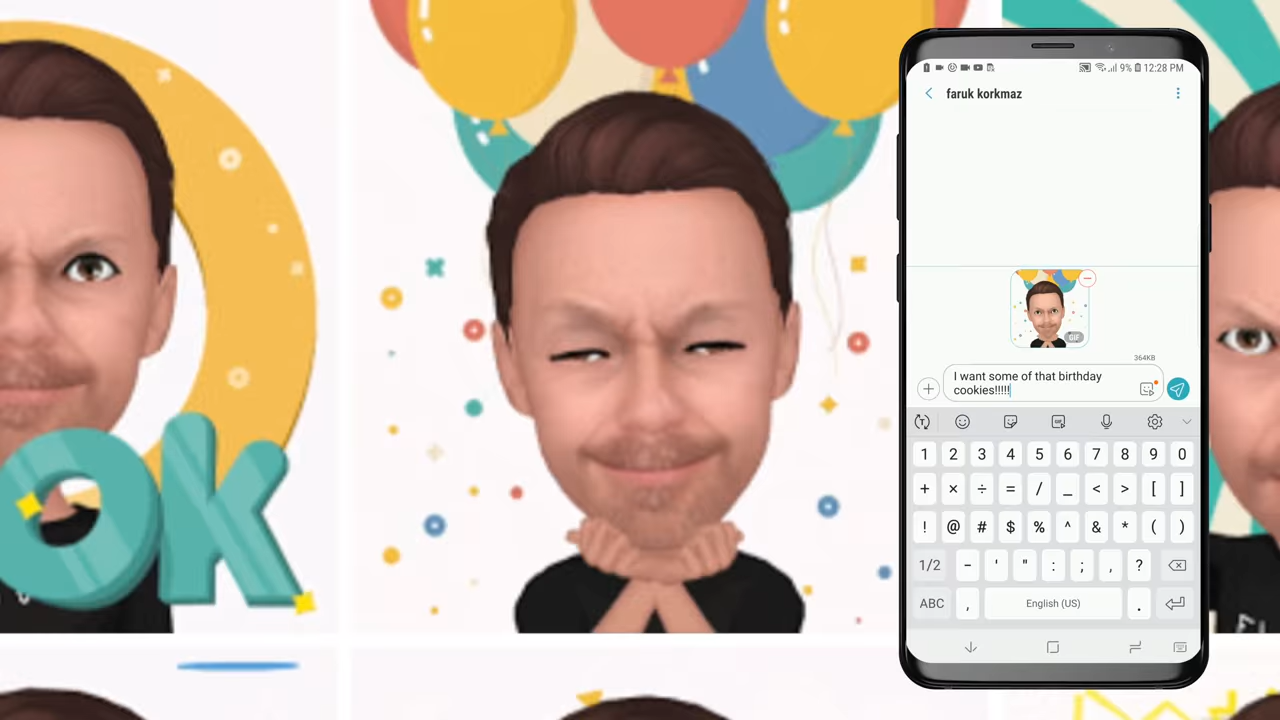 OK
9% 12:28 PM
faruk korkmaz
GIF
364KB
I want some of that birthday
cookies!!!!!
1 2 3 4 5 6 7 8 9 0
+ × ÷ = / _ < > [ ]
! @ # $ % ^ & * ( )
1/2 - ' " : ; , ?
ABC , English (US) .